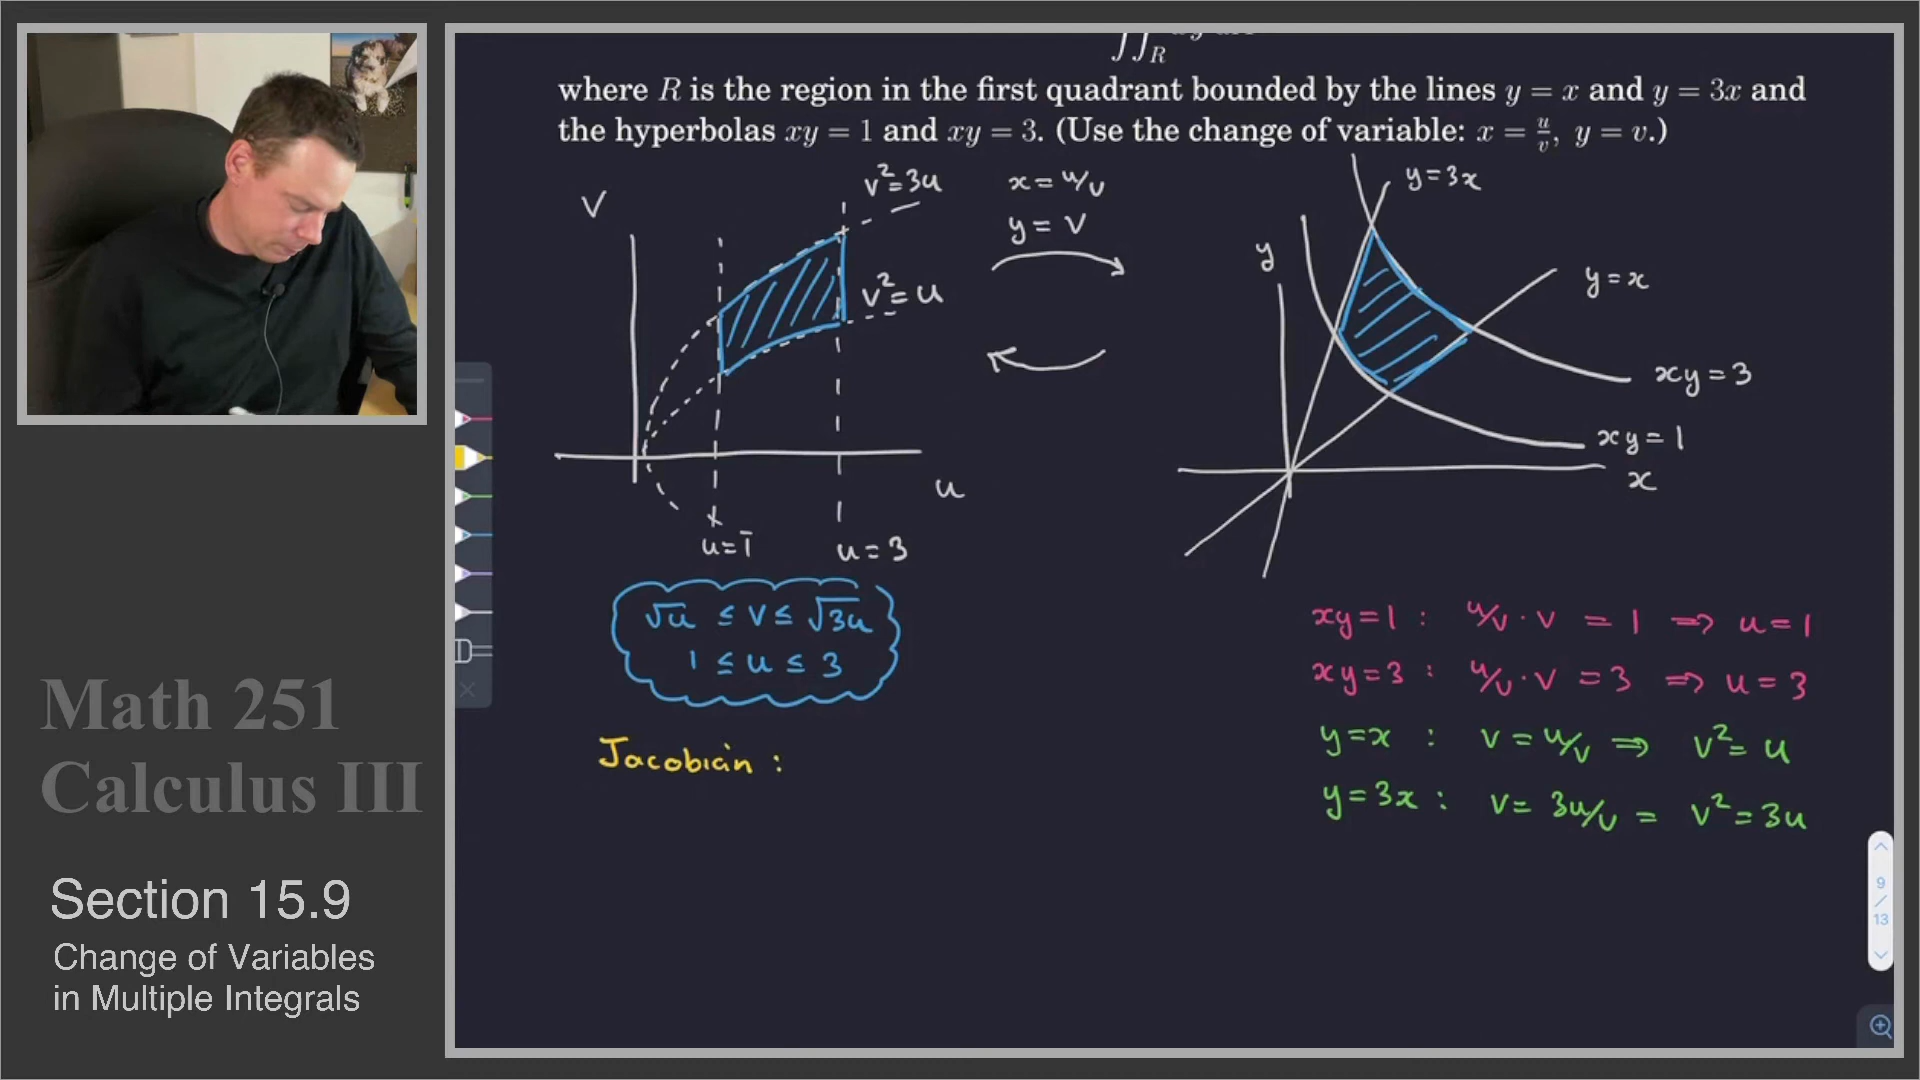 ∬_R
where R is the region in the first quadrant bounded by the lines y = x and y = 3x and
the hyperbolas xy = 1 and xy = 3. (Use the change of variable: x = u/v, y = v.)
v
v² = 3u
v² = u
u
u = 1
u = 3
x = u/v
y = v
y
y = 3x
y = x
xy = 3
xy = 1
x
√u ≤ v ≤ √3u
1 ≤ u ≤ 3
Jacobian :
xy = 1 : u/v · v = 1 ⇒ u = 1
xy = 3 : u/v · v = 3 ⇒ u = 3
y = x : v = u/v ⇒ v² = u
y = 3x : v = 3u/v = v² = 3u
Math 251
Calculus III
Section 15.9
Change of Variables
in Multiple Integrals
9
/
13